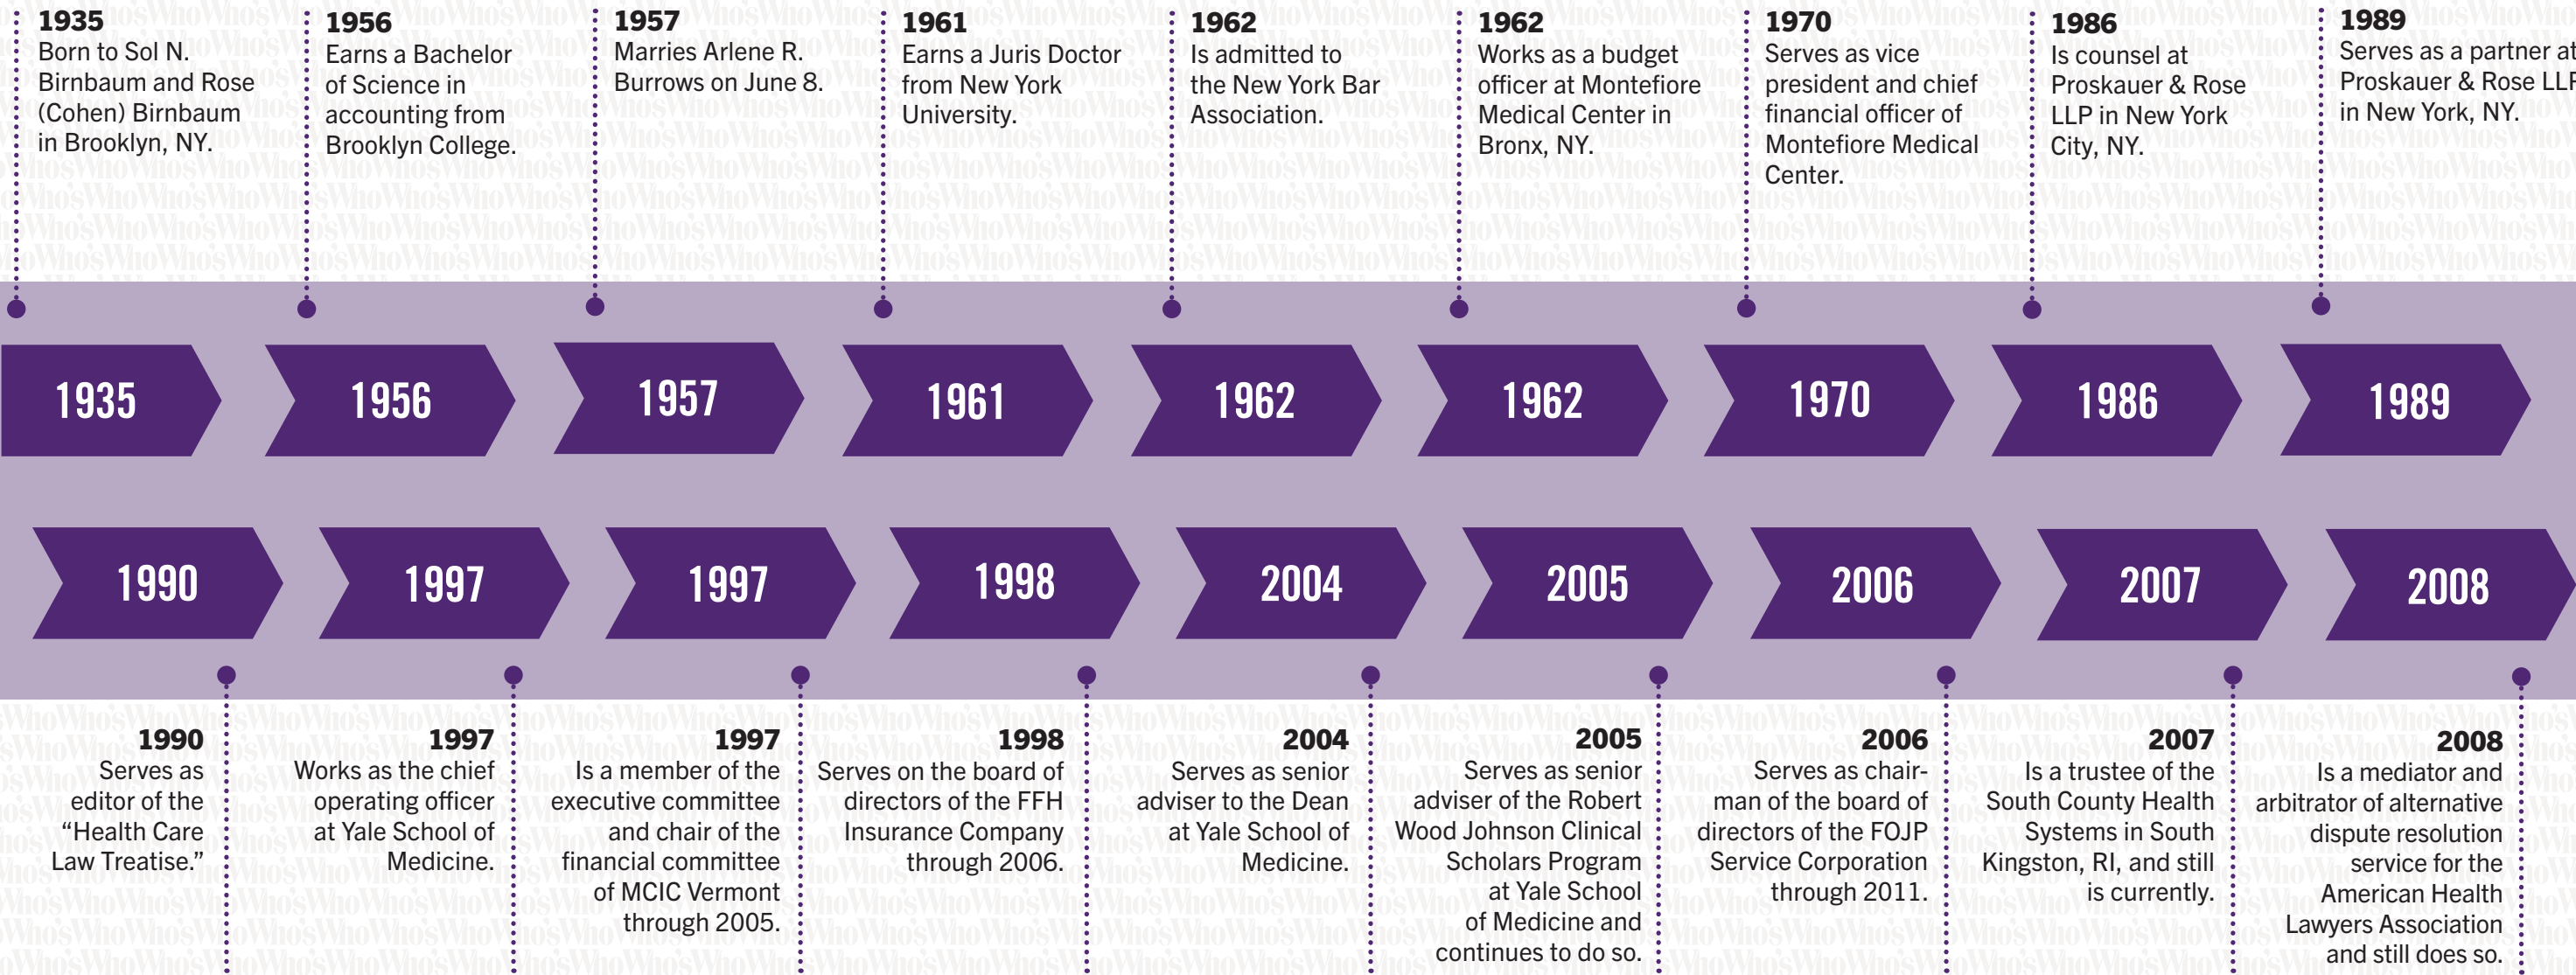 1935
Born to Sol N.
Birnbaum and Rose
(Cohen) Birnbaum
in Brooklyn, NY.
1956
Earns a Bachelor
of Science in
accounting from
Brooklyn College.
1957
Marries Arlene R.
Burrows on June 8.
1961
Earns a Juris Doctor
from New York
University.
1962
Is admitted to
the New York Bar
Association.
1962
Works as a budget
officer at Montefiore
Medical Center in
Bronx, NY.
1970
Serves as vice
president and chief
financial officer of
Montefiore Medical
Center.
1986
Is counsel at
Proskauer & Rose
LLP in New York
City, NY.
1989
Serves as a partner at
Proskauer & Rose LLP
in New York, NY.
1935
1956
1957
1961
1962
1962
1970
1986
1989
1990
1997
1997
1998
2004
2005
2006
2007
2008
1990
Serves as
editor of the
“Health Care
Law Treatise.”
1997
Works as the chief
operating officer
at Yale School of
Medicine.
1997
Is a member of the
executive committee
and chair of the
financial committee
of MCIC Vermont
through 2005.
1998
Serves on the board of
directors of the FFH
Insurance Company
through 2006.
2004
Serves as senior
adviser to the Dean
at Yale School of
Medicine.
2005
Serves as senior
adviser of the Robert
Wood Johnson Clinical
Scholars Program
at Yale School
of Medicine and
continues to do so.
2006
Serves as chair-
man of the board of
directors of the FOJP
Service Corporation
through 2011.
2007
Is a trustee of the
South County Health
Systems in South
Kingston, RI, and still
is currently.
2008
Is a mediator and
arbitrator of alternative
dispute resolution
service for the
American Health
Lawyers Association
and still does so.